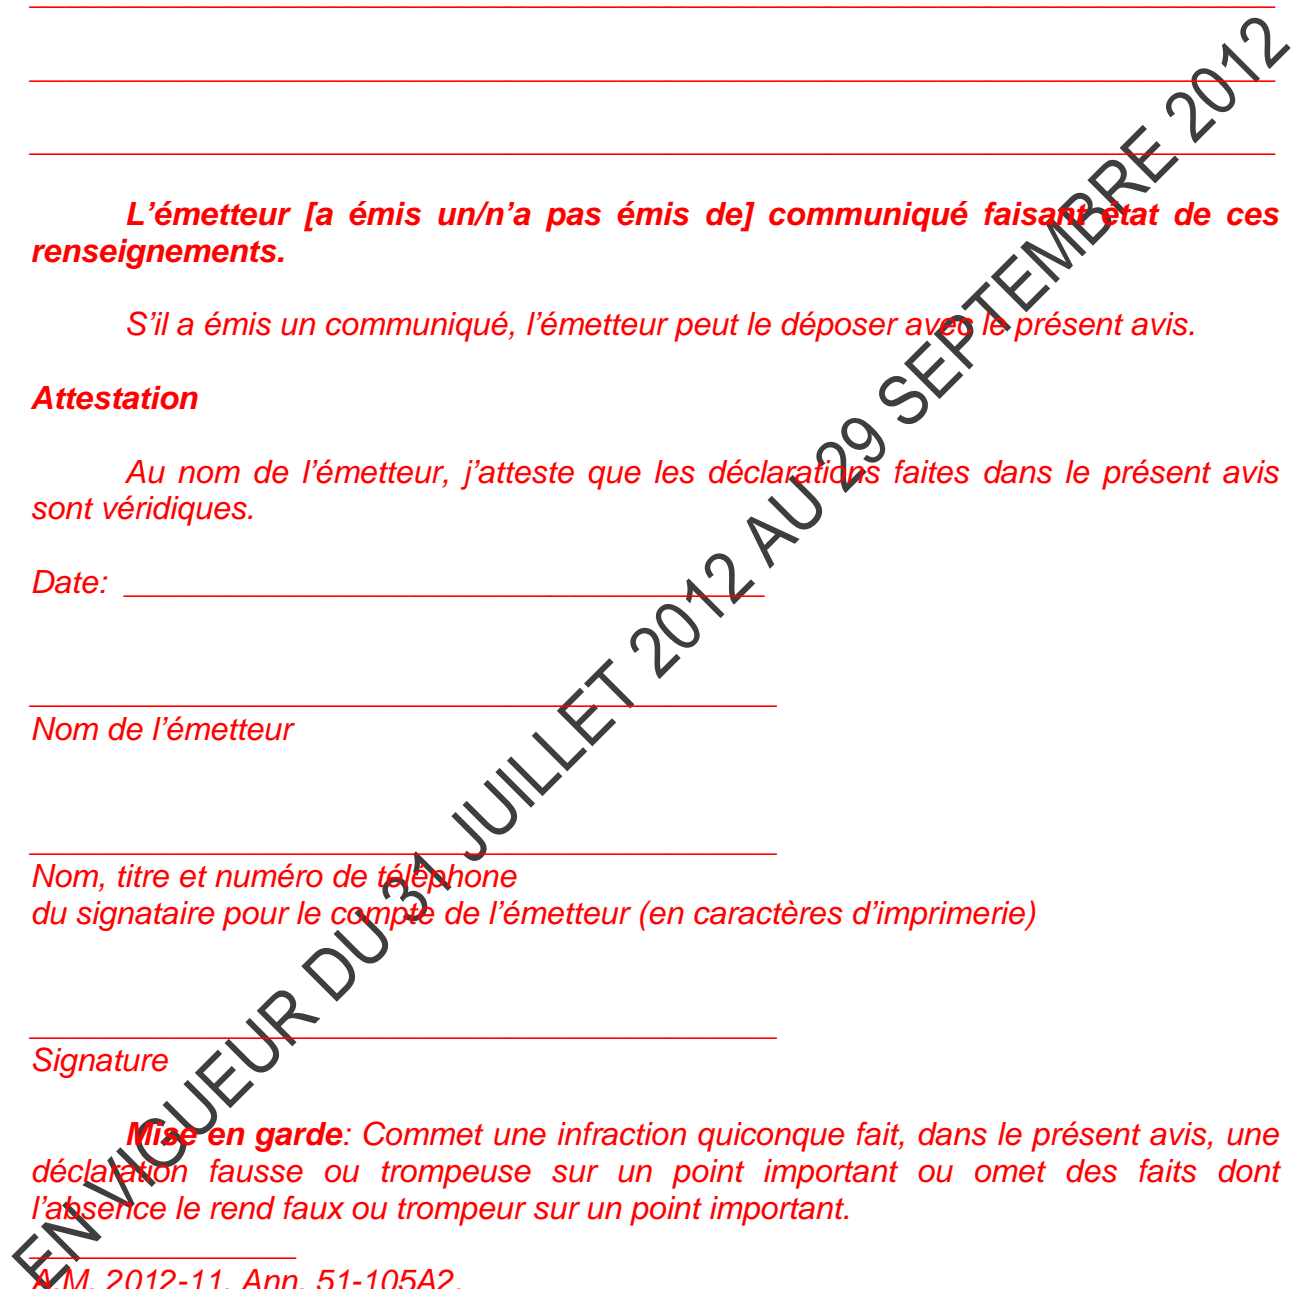 L’émetteur [a émis un/n’a pas émis de] communiqué faisant état de ces
renseignements.
S’il a émis un communiqué, l’émetteur peut le déposer avec le présent avis.
Attestation
Au nom de l’émetteur, j’atteste que les déclarations faites dans le présent avis
sont véridiques.
Date: ____________________________________
Nom de l’émetteur
Nom, titre et numéro de téléphone
du signataire pour le compte de l’émetteur (en caractères d’imprimerie)
Signature
Mise en garde: Commet une infraction quiconque fait, dans le présent avis, une
déclaration fausse ou trompeuse sur un point important ou omet des faits dont
l’absence le rend faux ou trompeur sur un point important.
A.M. 2012-11, Ann. 51-105A2.
EN VIGUEUR DU 31 JUILLET 2012 AU 29 SEPTEMBRE 2012